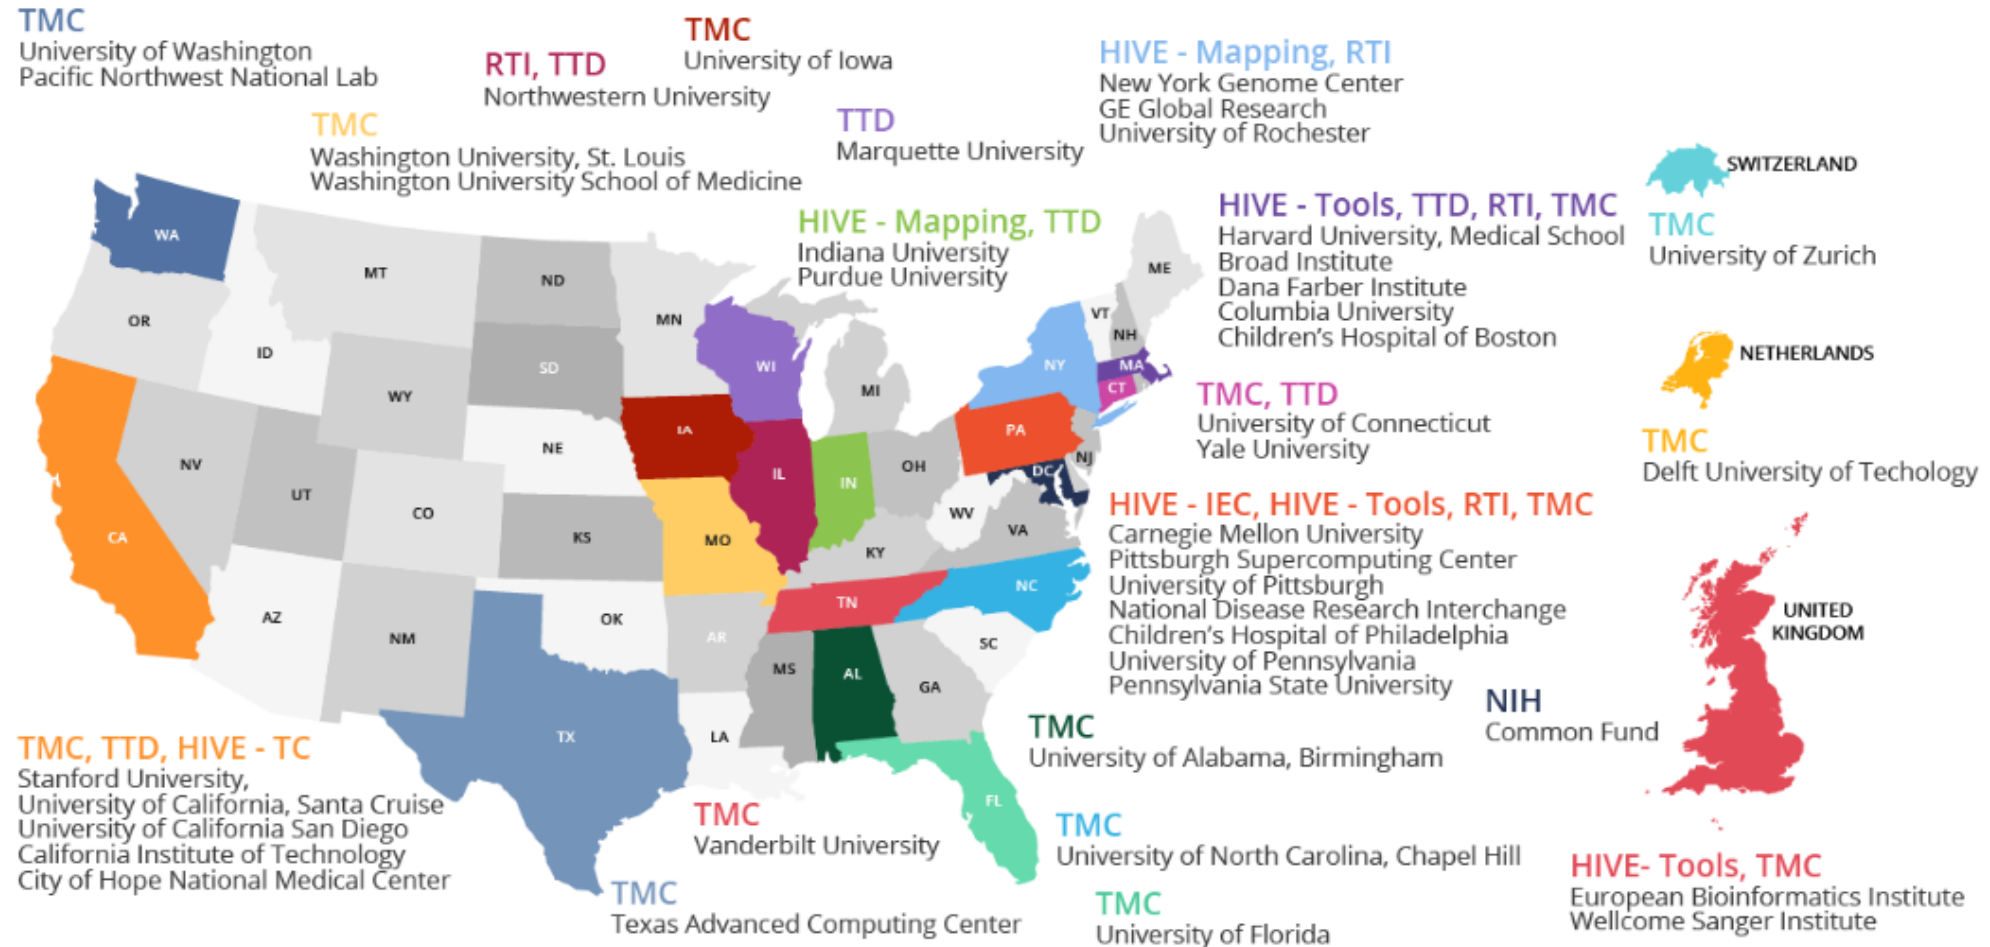 TMC
University of Washington
Pacific Northwest National Lab
RTI, TTD
Northwestern University
TMC
University of Iowa
HIVE - Mapping, RTI
New York Genome Center
GE Global Research
University of Rochester
TMC
Washington University, St. Louis
Washington University School of Medicine
TTD
Marquette University
HIVE - Mapping, TTD
Indiana University
Purdue University
HIVE - Tools, TTD, RTI, TMC
Harvard University, Medical School
Broad Institute
Dana Farber Institute
Columbia University
Children's Hospital of Boston
SWITZERLAND
TMC
University of Zurich
TMC, TTD
University of Connecticut
Yale University
NETHERLANDS
TMC
Delft University of Techology
HIVE - IEC, HIVE - Tools, RTI, TMC
Carnegie Mellon University
Pittsburgh Supercomputing Center
University of Pittsburgh
National Disease Research Interchange
Children's Hospital of Philadelphia
University of Pennsylvania
Pennsylvania State University
UNITED
KINGDOM
NIH
Common Fund
TMC
University of Alabama, Birmingham
TMC, TTD, HIVE - TC
Stanford University,
University of California, Santa Cruise
University of California San Diego
California Institute of Technology
City of Hope National Medical Center
TMC
Vanderbilt University
TMC
University of North Carolina, Chapel Hill
HIVE- Tools, TMC
European Bioinformatics Institute
Wellcome Sanger Institute
TMC
Texas Advanced Computing Center
TMC
University of Florida
WA
MT
ND
MN
ME
OR
ID
SD
WI
VT
NH
WY
MI
NY
MA
CT
NV
NE
IA
IL
IN
OH
PA
NJ
DC
UT
CO
KS
MO
KY
WV
VA
CA
AZ
NM
OK
AR
TN
NC
SC
MS
AL
GA
TX
LA
FL